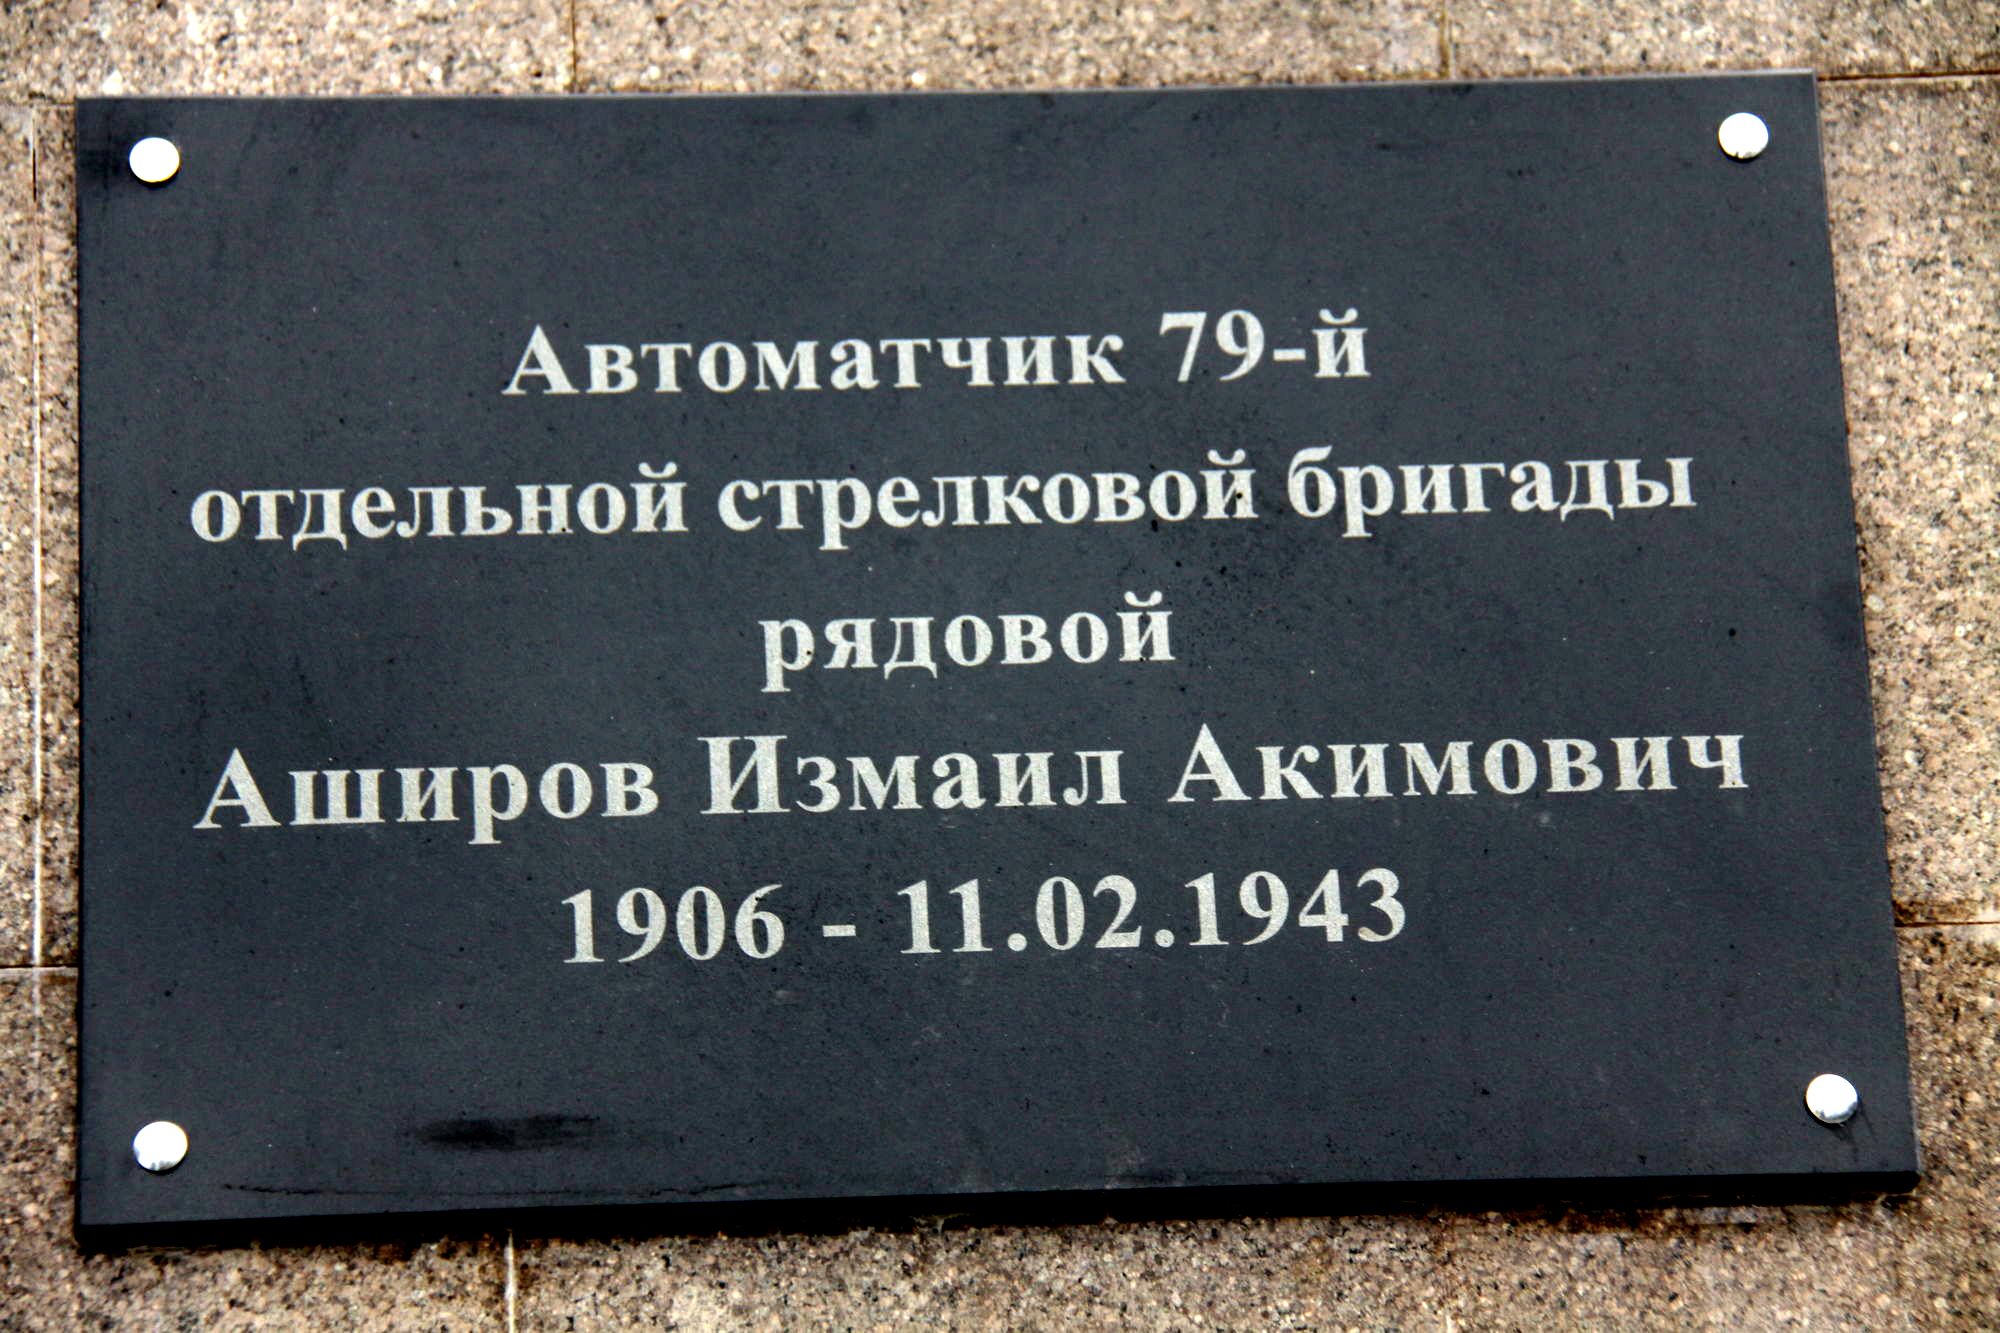 Автоматчик 79-й
отдельной стрелковой бригады
рядовой
Аширов Измаил Акимович
1906 - 11.02.1943